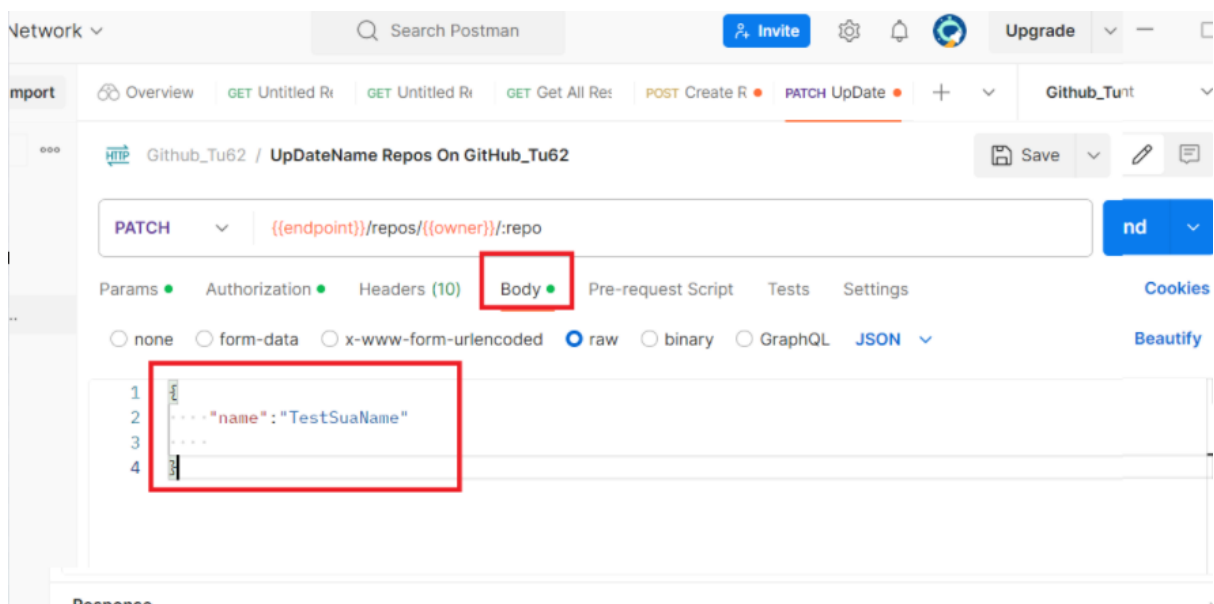 Network Search Postman Invite Upgrade
mport Overview GET Untitled Re GET Untitled Re GET Get All Res POST Create R PATCH UpDate + Github_Tu
HTTP Github_Tu62 / UpDateName Repos On GitHub_Tu62 Save
PATCH {{endpoint}}/repos/{{owner}}/:repo nd
Params Authorization Headers (10) Body Pre-request Script Tests Settings Cookies
none form-data x-www-form-urlencoded raw binary GraphQL JSON Beautify
1 {
2 "name":"TestSuaName"
3
4 }
Response